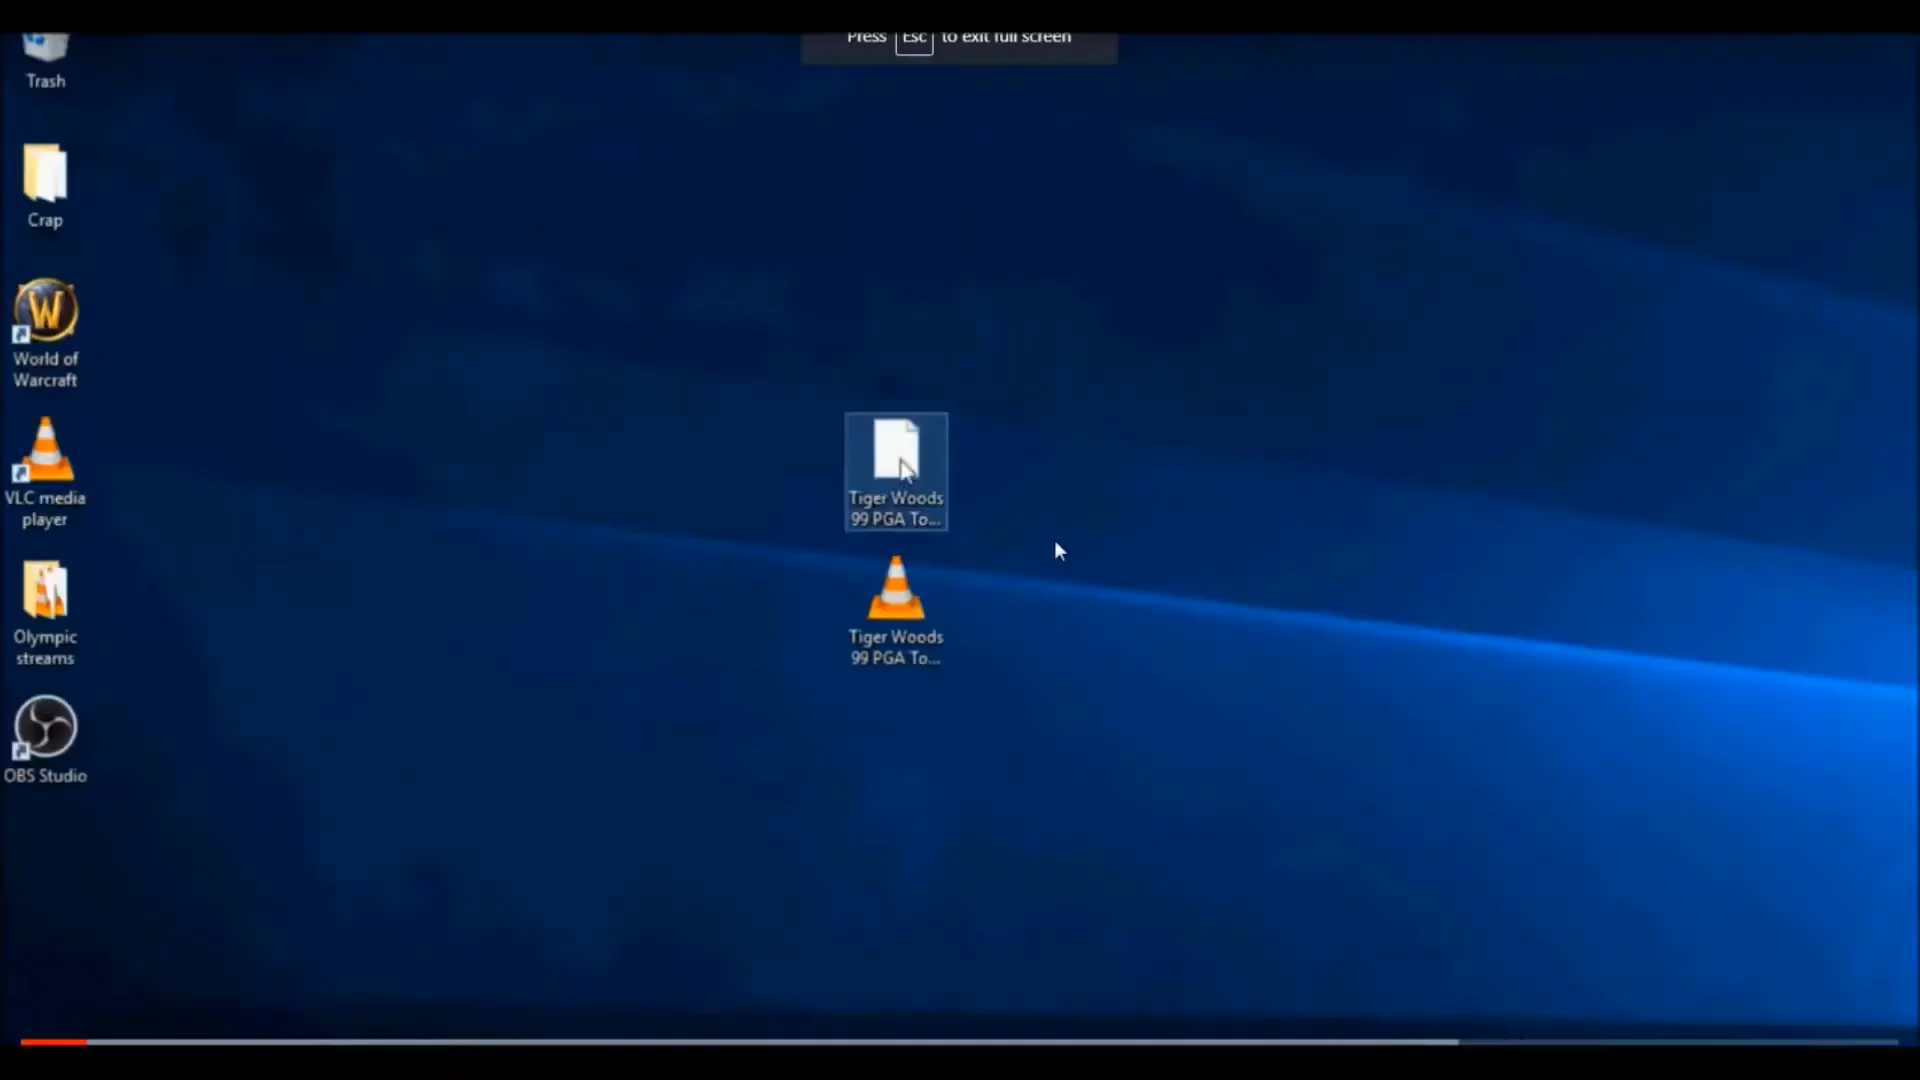 Press Esc to exit full screen
Trash
Crap
World of
Warcraft
VLC media
player
Olympic
streams
OBS Studio
Tiger Woods
99 PGA To...
Tiger Woods
99 PGA To...